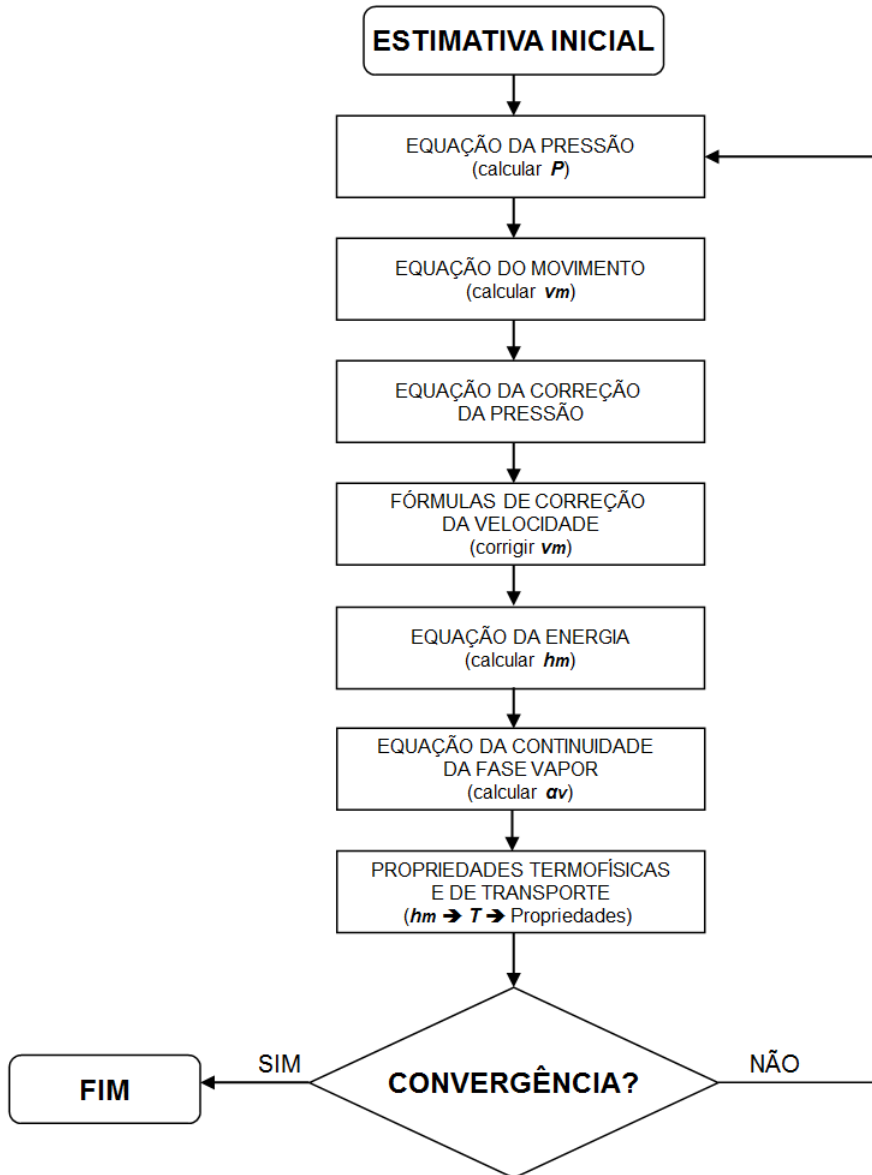 ESTIMATIVA INICIAL
EQUAÇÃO DA PRESSÃO
(calcular P)
EQUAÇÃO DO MOVIMENTO
(calcular vm)
EQUAÇÃO DA CORREÇÃO
DA PRESSÃO
FÓRMULAS DE CORREÇÃO
DA VELOCIDADE
(corrigir vm)
EQUAÇÃO DA ENERGIA
(calcular hm)
EQUAÇÃO DA CONTINUIDADE
DA FASE VAPOR
(calcular αv)
PROPRIEDADES TERMOFÍSICAS
E DE TRANSPORTE
(hm ➔ T ➔ Propriedades)
CONVERGÊNCIA?
SIM
NÃO
FIM